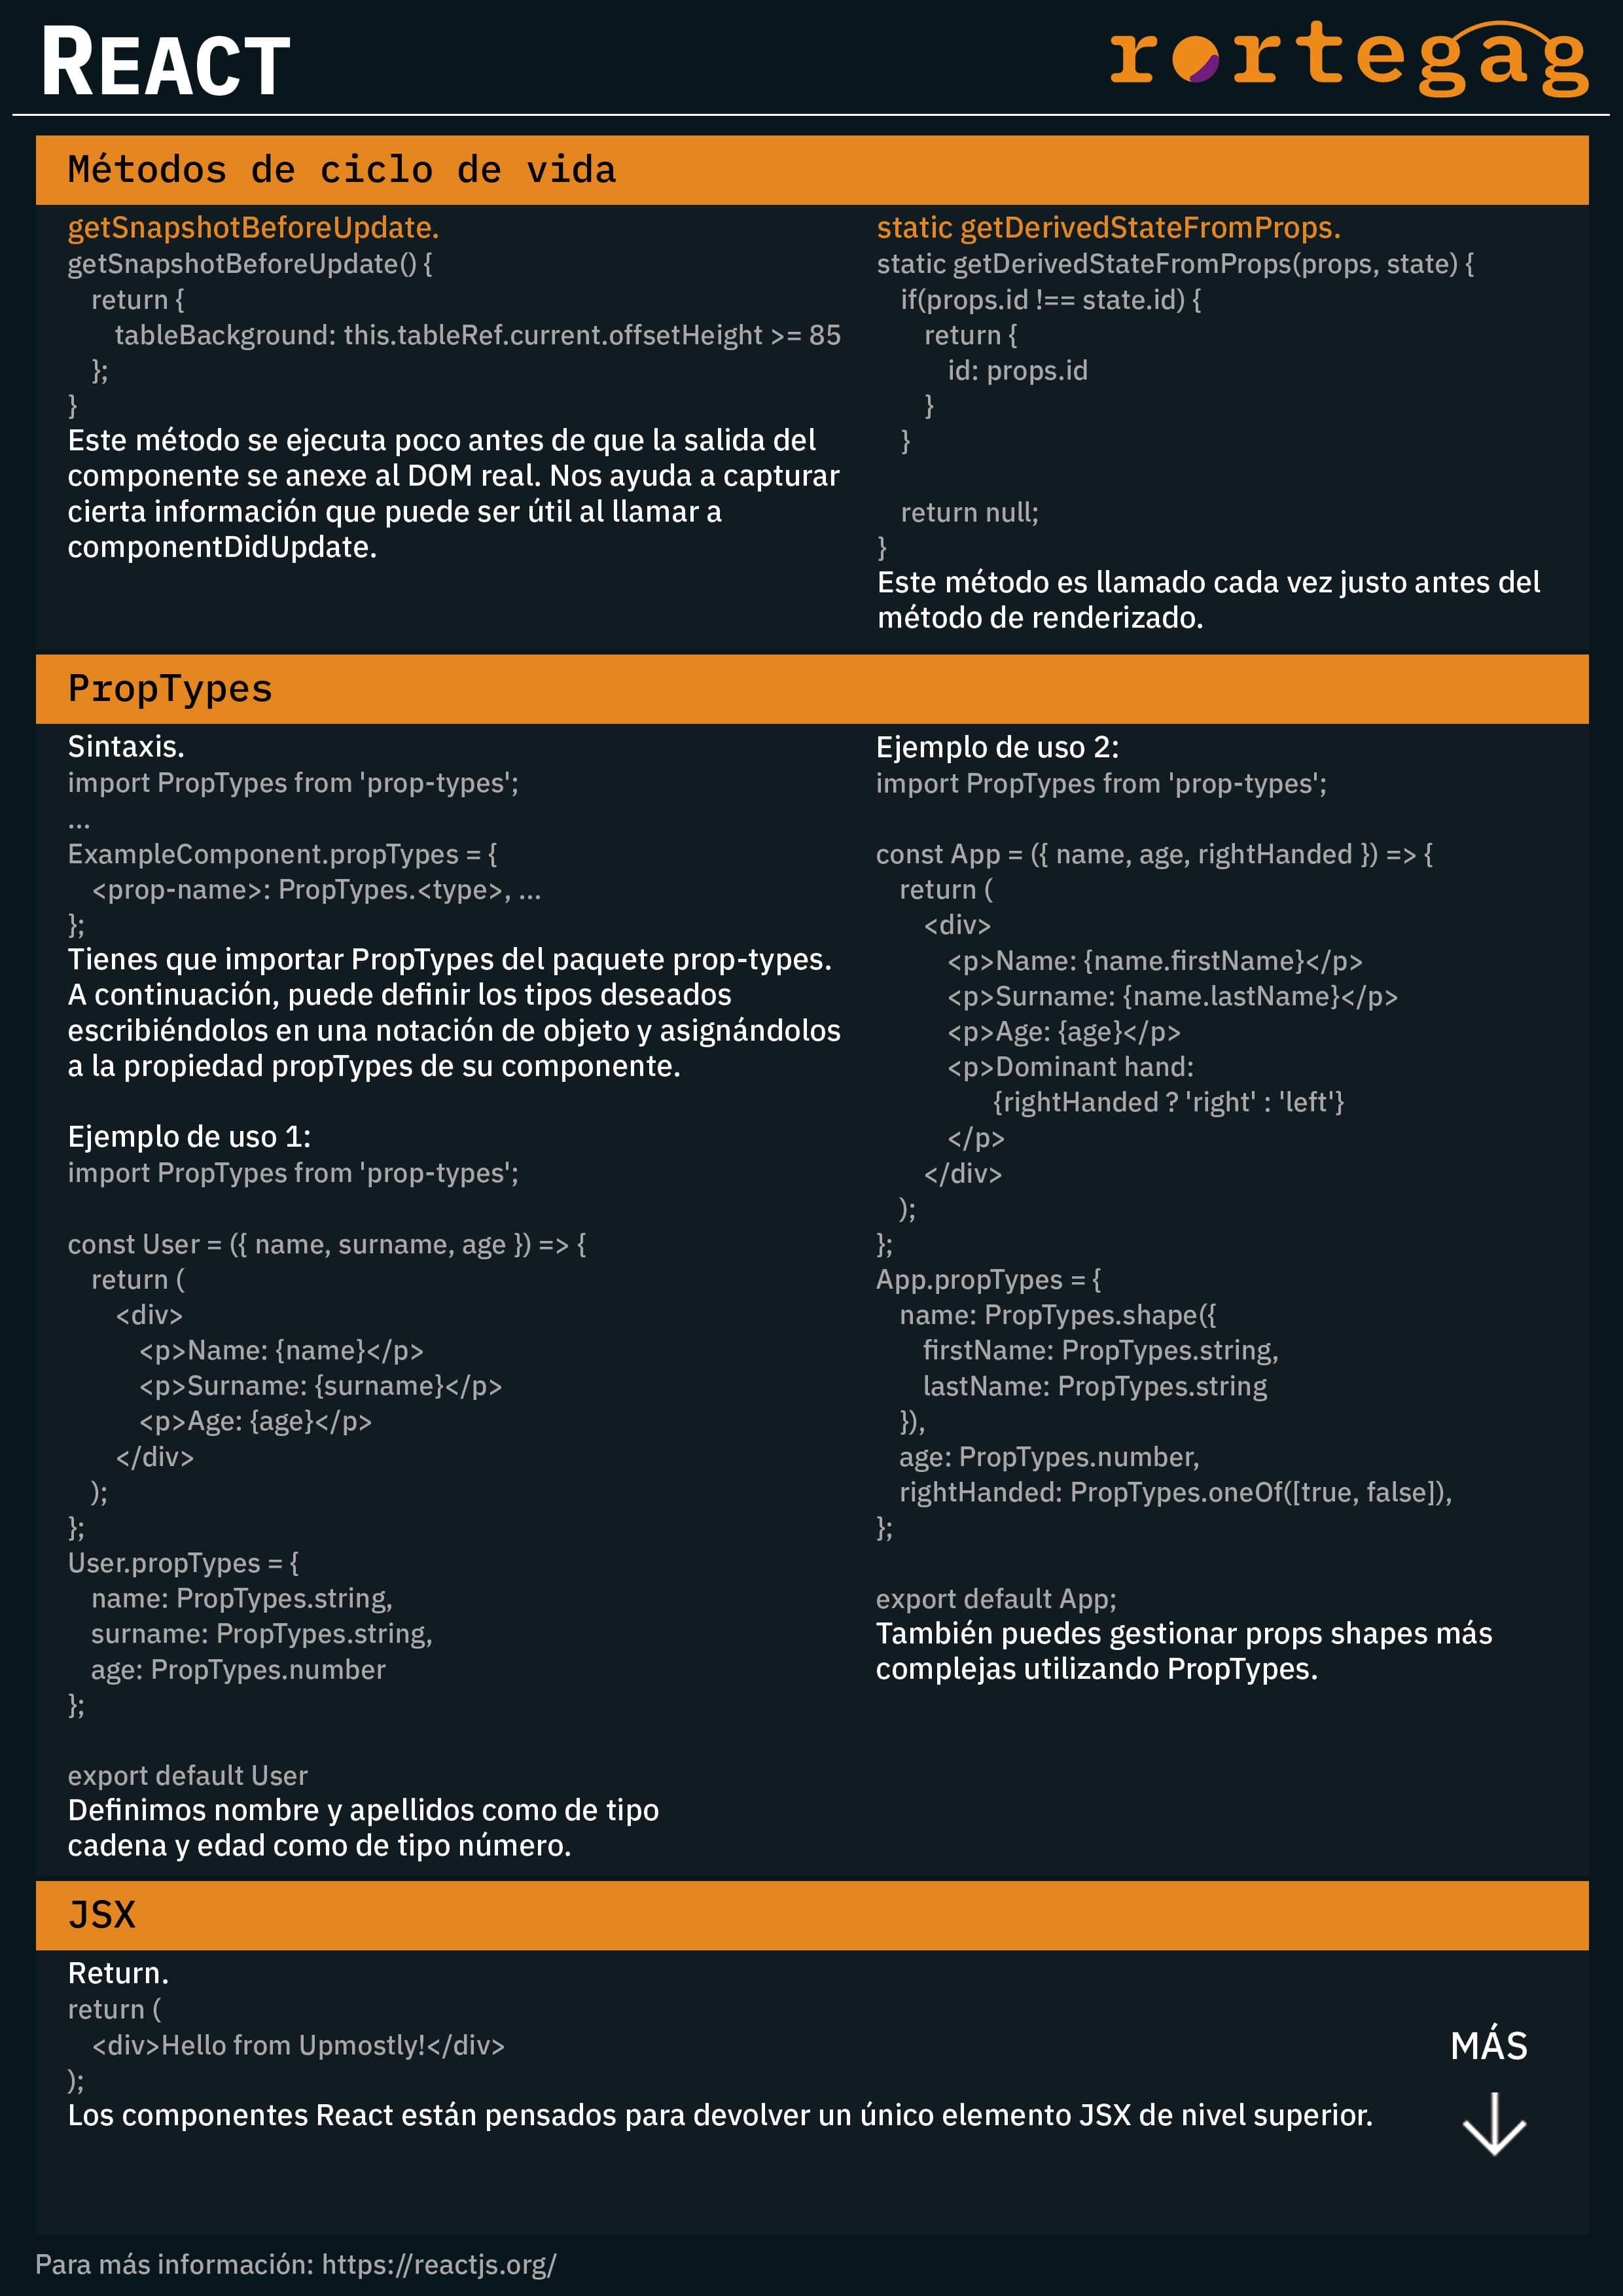 REACT
rortegag
Métodos de ciclo de vida
getSnapshotBeforeUpdate.
getSnapshotBeforeUpdate() {
return {
tableBackground: this.tableRef.current.offsetHeight >= 85
};
}
Este método se ejecuta poco antes de que la salida del
componente se anexe al DOM real. Nos ayuda a capturar
cierta información que puede ser útil al llamar a
componentDidUpdate.
static getDerivedStateFromProps.
static getDerivedStateFromProps(props, state) {
if(props.id !== state.id) {
return {
id: props.id
}
}
return null;
}
Este método es llamado cada vez justo antes del
método de renderizado.
PropTypes
Sintaxis.
import PropTypes from 'prop-types';
...
ExampleComponent.propTypes = {
<prop-name>: PropTypes.<type>, ...
};
Tienes que importar PropTypes del paquete prop-types.
A continuación, puede definir los tipos deseados
escribiéndolos en una notación de objeto y asignándolos
a la propiedad propTypes de su componente.
Ejemplo de uso 1:
import PropTypes from 'prop-types';
const User = ({ name, surname, age }) => {
return (
<div>
<p>Name: {name}</p>
<p>Surname: {surname}</p>
<p>Age: {age}</p>
</div>
);
};
User.propTypes = {
name: PropTypes.string,
surname: PropTypes.string,
age: PropTypes.number
};
export default User
Definimos nombre y apellidos como de tipo
cadena y edad como de tipo número.
Ejemplo de uso 2:
import PropTypes from 'prop-types';
const App = ({ name, age, rightHanded }) => {
return (
<div>
<p>Name: {name.firstName}</p>
<p>Surname: {name.lastName}</p>
<p>Age: {age}</p>
<p>Dominant hand:
{rightHanded ? 'right' : 'left'}
</p>
</div>
);
};
App.propTypes = {
name: PropTypes.shape({
firstName: PropTypes.string,
lastName: PropTypes.string
}),
age: PropTypes.number,
rightHanded: PropTypes.oneOf([true, false]),
};
export default App;
También puedes gestionar props shapes más
complejas utilizando PropTypes.
JSX
Return.
return (
<div>Hello from Upmostly!</div>
);
Los componentes React están pensados para devolver un único elemento JSX de nivel superior.
MÁS
Para más información: https://reactjs.org/